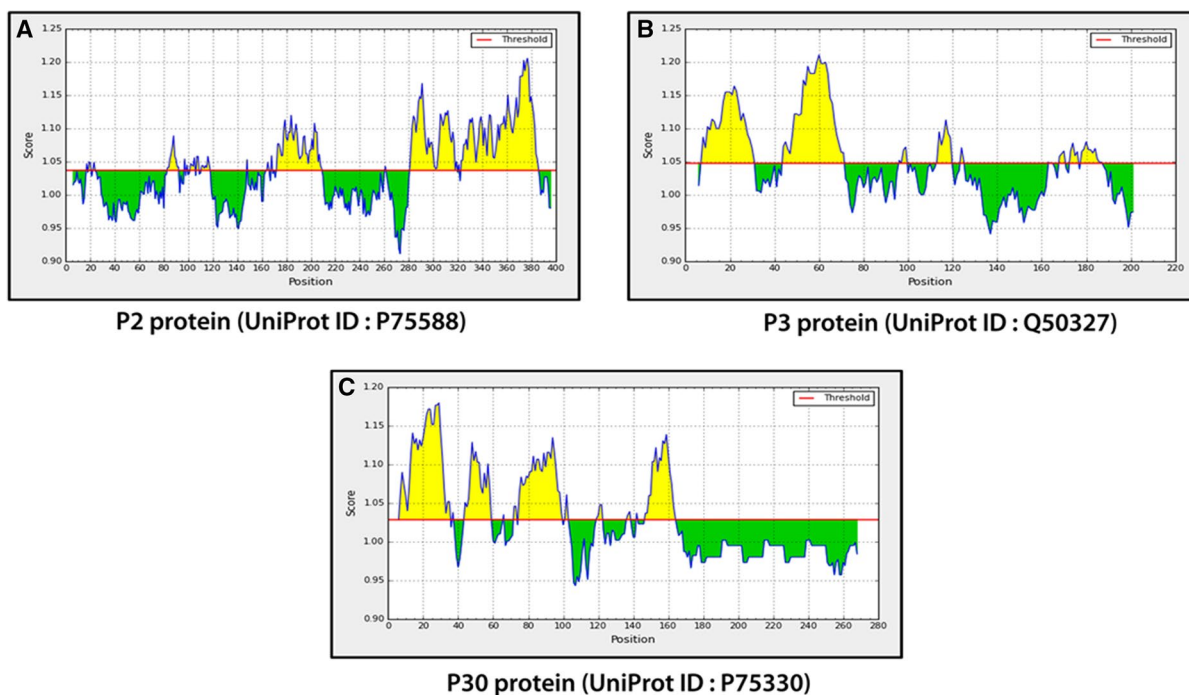 A
Threshold
1.25
1.20
1.15
1.10
1.05
1.00
0.95
0.90
Score
0 20 40 60 80 100 120 140 160 180 200 220 240 260 280 300 320 340 360 380 400
Position
P2 protein (UniProt ID : P75588)
B
Threshold
1.25
1.20
1.15
1.10
1.05
1.00
0.95
0.90
Score
0 20 40 60 80 100 120 140 160 180 200 220
Position
P3 protein (UniProt ID : Q50327)
C
Threshold
1.20
1.15
1.10
1.05
1.00
0.95
0.90
Score
0 20 40 60 80 100 120 140 160 180 200 220 240 260 280
Position
P30 protein (UniProt ID : P75330)